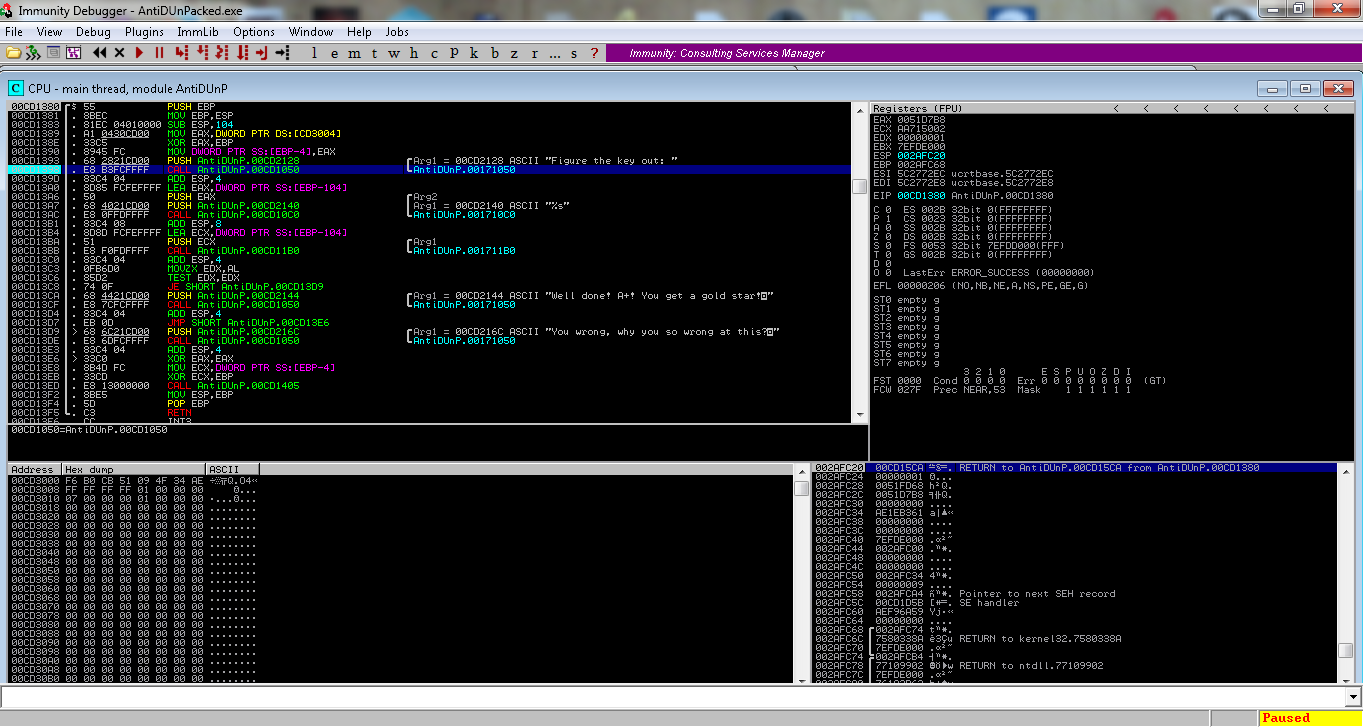 Immunity Debugger - AntiDUnPacked.exe
File View Debug Plugins ImmLib Options Window Help Jobs
l e m t w h c p k b z r ... s ? Immunity: Consulting Services Manager
C CPU - main thread, module AntiDUnP
00CD1380 $ 55 PUSH EBP
00CD1381 . 8BEC MOV EBP,ESP
00CD1383 . 81EC 04010000 SUB ESP,104
00CD1389 . A1 0430CD00 MOV EAX,DWORD PTR DS:[CD3004]
00CD138E . 33C5 XOR EAX,EBP
00CD1390 . 8945 FC MOV DWORD PTR SS:[EBP-4],EAX
00CD1393 . 68 2821CD00 PUSH AntiDUnP.00CD2128 Arg1 = 00CD2128 ASCII "Figure the key out: "
. E8 B3FCFFFF CALL AntiDUnP.00CD1050 AntiDUnP.00171050
00CD139D . 83C4 04 ADD ESP,4
00CD13A0 . 8D85 FCFEFFFF LEA EAX,DWORD PTR SS:[EBP-104]
00CD13A6 . 50 PUSH EAX Arg2
00CD13A7 . 68 4021CD00 PUSH AntiDUnP.00CD2140 Arg1 = 00CD2140 ASCII "%s"
00CD13AC . E8 0FFDFFFF CALL AntiDUnP.00CD10C0 AntiDUnP.001710C0
00CD13B1 . 83C4 08 ADD ESP,8
00CD13B4 . 8D8D FCFEFFFF LEA ECX,DWORD PTR SS:[EBP-104]
00CD13BA . 51 PUSH ECX Arg1
00CD13BB . E8 F0FDFFFF CALL AntiDUnP.00CD11B0 AntiDUnP.001711B0
00CD13C0 . 83C4 04 ADD ESP,4
00CD13C3 . 0FB6D0 MOVZX EDX,AL
00CD13C6 . 85D2 TEST EDX,EDX
00CD13C8 . 74 0F JE SHORT AntiDUnP.00CD13D9
00CD13CA . 68 4421CD00 PUSH AntiDUnP.00CD2144 Arg1 = 00CD2144 ASCII "Well done! A+! You get a gold star!"
00CD13CF . E8 7CFCFFFF CALL AntiDUnP.00CD1050 AntiDUnP.00171050
00CD13D4 . 83C4 04 ADD ESP,4
00CD13D7 . EB 0D JMP SHORT AntiDUnP.00CD13E6
00CD13D9 > 68 6C21CD00 PUSH AntiDUnP.00CD216C Arg1 = 00CD216C ASCII "You wrong, why you so wrong at this?"
00CD13DE . E8 6DFCFFFF CALL AntiDUnP.00CD1050 AntiDUnP.00171050
00CD13E3 . 83C4 04 ADD ESP,4
00CD13E6 > 33C0 XOR EAX,EAX
00CD13E8 . 8B4D FC MOV ECX,DWORD PTR SS:[EBP-4]
00CD13EB . 33CD XOR ECX,EBP
00CD13ED . E8 13000000 CALL AntiDUnP.00CD1405
00CD13F2 . 8BE5 MOV ESP,EBP
00CD13F4 . 5D POP EBP
00CD13F5 . C3 RETN
00CD13F6 CC INT3
00CD1050=AntiDUnP.00CD1050
Registers (FPU) < < < < < < < <
EAX 0051D7B8
ECX AA715002
EDX 00000001
EBX 7EFDE000
ESP 002AFC20
EBP 002AFC68
ESI 5C2772EC ucrtbase.5C2772EC
EDI 5C2772E8 ucrtbase.5C2772E8
EIP 00CD1380 AntiDUnP.00CD1380
C 0 ES 002B 32bit 0(FFFFFFFF)
P 1 CS 0023 32bit 0(FFFFFFFF)
A 0 SS 002B 32bit 0(FFFFFFFF)
Z 0 DS 002B 32bit 0(FFFFFFFF)
S 0 FS 0053 32bit 7EFDD000(FFF)
T 0 GS 002B 32bit 0(FFFFFFFF)
D 0
O 0 LastErr ERROR_SUCCESS (00000000)
EFL 00000206 (NO,NB,NE,A,NS,PE,GE,G)
ST0 empty g
ST1 empty g
ST2 empty g
ST3 empty g
ST4 empty g
ST5 empty g
ST6 empty g
ST7 empty g
3 2 1 0 E S P U O Z D I
FST 0000 Cond 0 0 0 0 Err 0 0 0 0 0 0 0 0 (GT)
FCW 027F Prec NEAR,53 Mask 1 1 1 1 1 1
Address Hex dump ASCII
00CD3000 F6 B0 CB 51 09 4F 34 AE
00CD3008 FF FF FF FF 01 00 00 00
00CD3010 07 00 00 00 01 00 00 00
00CD3018 00 00 00 00 00 00 00 00 ........
00CD3020 00 00 00 00 00 00 00 00 ........
00CD3028 00 00 00 00 00 00 00 00 ........
00CD3030 00 00 00 00 00 00 00 00 ........
00CD3038 00 00 00 00 00 00 00 00 ........
00CD3040 00 00 00 00 00 00 00 00 ........
00CD3048 00 00 00 00 00 00 00 00 ........
00CD3050 00 00 00 00 00 00 00 00 ........
00CD3058 00 00 00 00 00 00 00 00 ........
00CD3060 00 00 00 00 00 00 00 00 ........
00CD3068 00 00 00 00 00 00 00 00 ........
00CD3070 00 00 00 00 00 00 00 00 ........
00CD3078 00 00 00 00 00 00 00 00 ........
00CD3080 00 00 00 00 00 00 00 00 ........
00CD3088 00 00 00 00 00 00 00 00 ........
00CD3090 00 00 00 00 00 00 00 00 ........
00CD3098 00 00 00 00 00 00 00 00 ........
00CD30A0 00 00 00 00 00 00 00 00 ........
00CD30A8 00 00 00 00 00 00 00 00 ........
00CD30B0 00 00 00 00 00 00 00 00 ........
002AFC20 00CD15CA RETURN to AntiDUnP.00CD15CA from AntiDUnP.00CD1380
002AFC24 00000001
002AFC28 0051FD68
002AFC2C 0051D7B8
002AFC30 00000000 ....
002AFC34 AE1EB361
002AFC38 00000000 ....
002AFC3C 00000000 ....
002AFC40 7EFDE000
002AFC44 002AFC00
002AFC48 00000000 ....
002AFC4C 00000000 ....
002AFC50 002AFC34
002AFC54 00000009 ....
002AFC58 002AFCA4 Pointer to next SEH record
002AFC5C 00CD1D5B SE handler
002AFC60 AEF96A59
002AFC64 00000000 ....
002AFC68 002AFC74
002AFC6C 7580338A RETURN to kernel32.7580338A
002AFC70 7EFDE000
002AFC74 002AFCB4
002AFC78 77109902 RETURN to ntdll.77109902
002AFC7C 7EFDE000
Paused